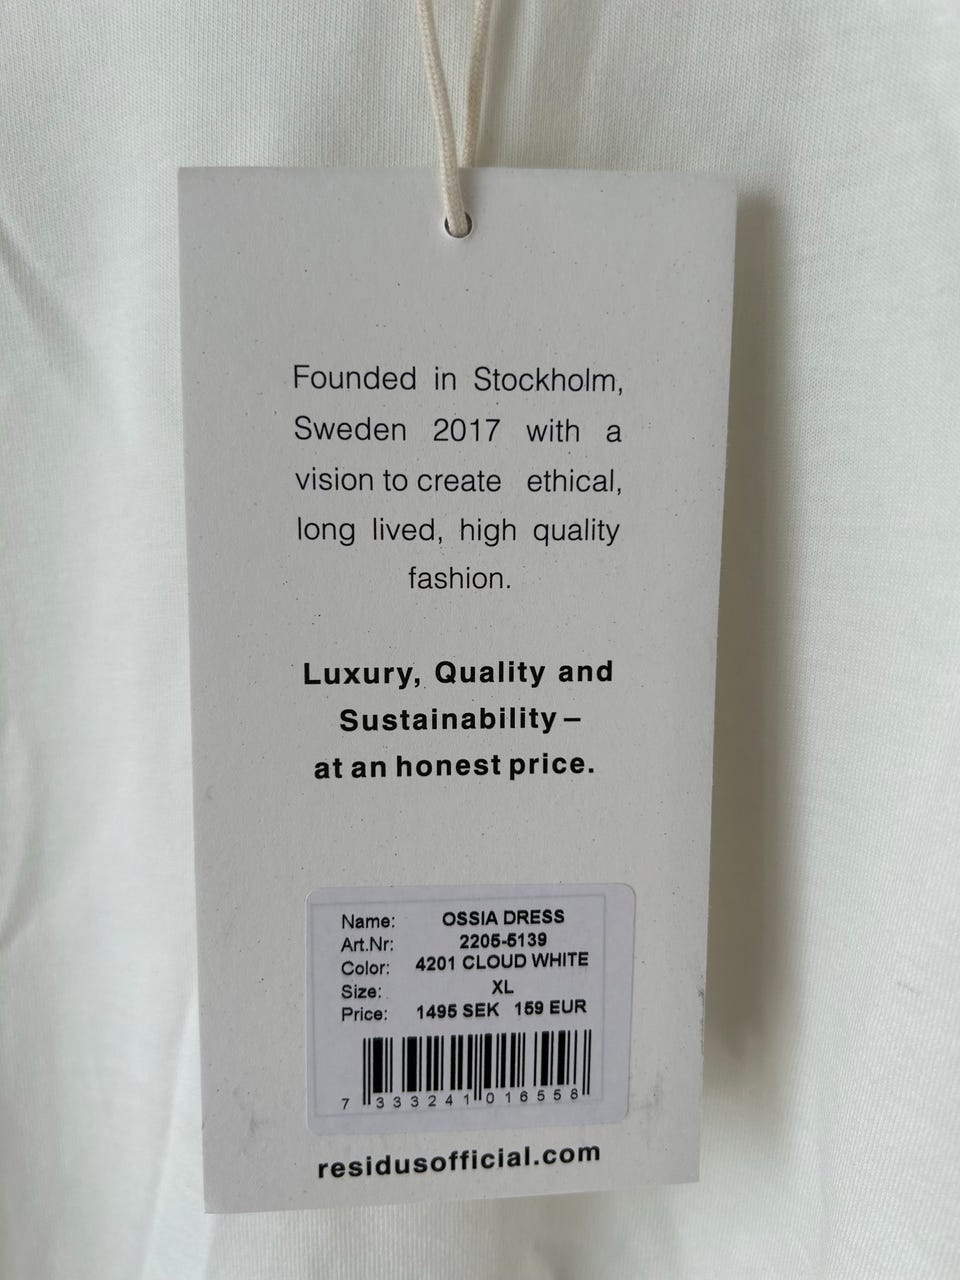 Founded in Stockholm,
Sweden 2017 with a
vision to create ethical,
long lived, high quality
fashion.
Luxury, Quality and
Sustainability –
at an honest price.
Name: OSSIA DRESS
Art.Nr: 2205-5139
Color: 4201 CLOUD WHITE
Size: XL
Price: 1495 SEK 159 EUR
7 333241 016558
residusofficial.com